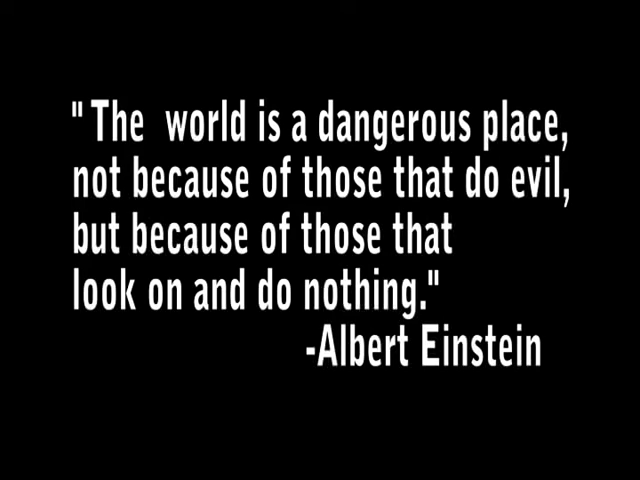 " The world is a dangerous place,
not because of those that do evil,
but because of those that
look on and do nothing."
-Albert Einstein